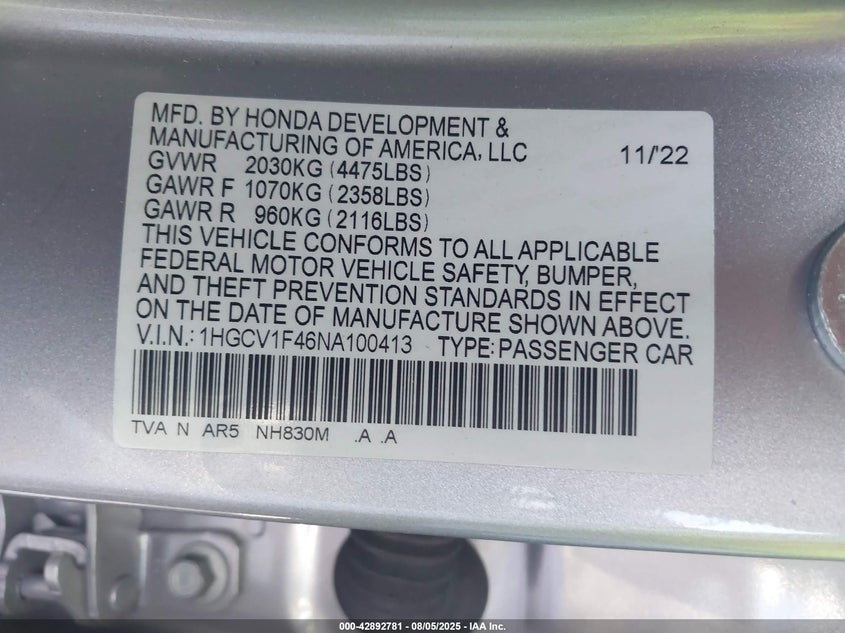 MFD. BY HONDA DEVELOPMENT &
MANUFACTURING OF AMERICA, LLC 11/'22
GVWR 2030KG (4475LBS)
GAWR F 1070KG (2358LBS)
GAWR R 960KG (2116LBS)
THIS VEHICLE CONFORMS TO ALL APPLICABLE
FEDERAL MOTOR VEHICLE SAFETY, BUMPER,
AND THEFT PREVENTION STANDARDS IN EFFECT
ON THE DATE OF MANUFACTURE SHOWN ABOVE.
V.I.N.: 1HGCV1F46NA100413 TYPE: PASSENGER CAR
TVA N AR5 NH830M .A .A
000-42892781 - 08/05/2025 - IAA Inc.